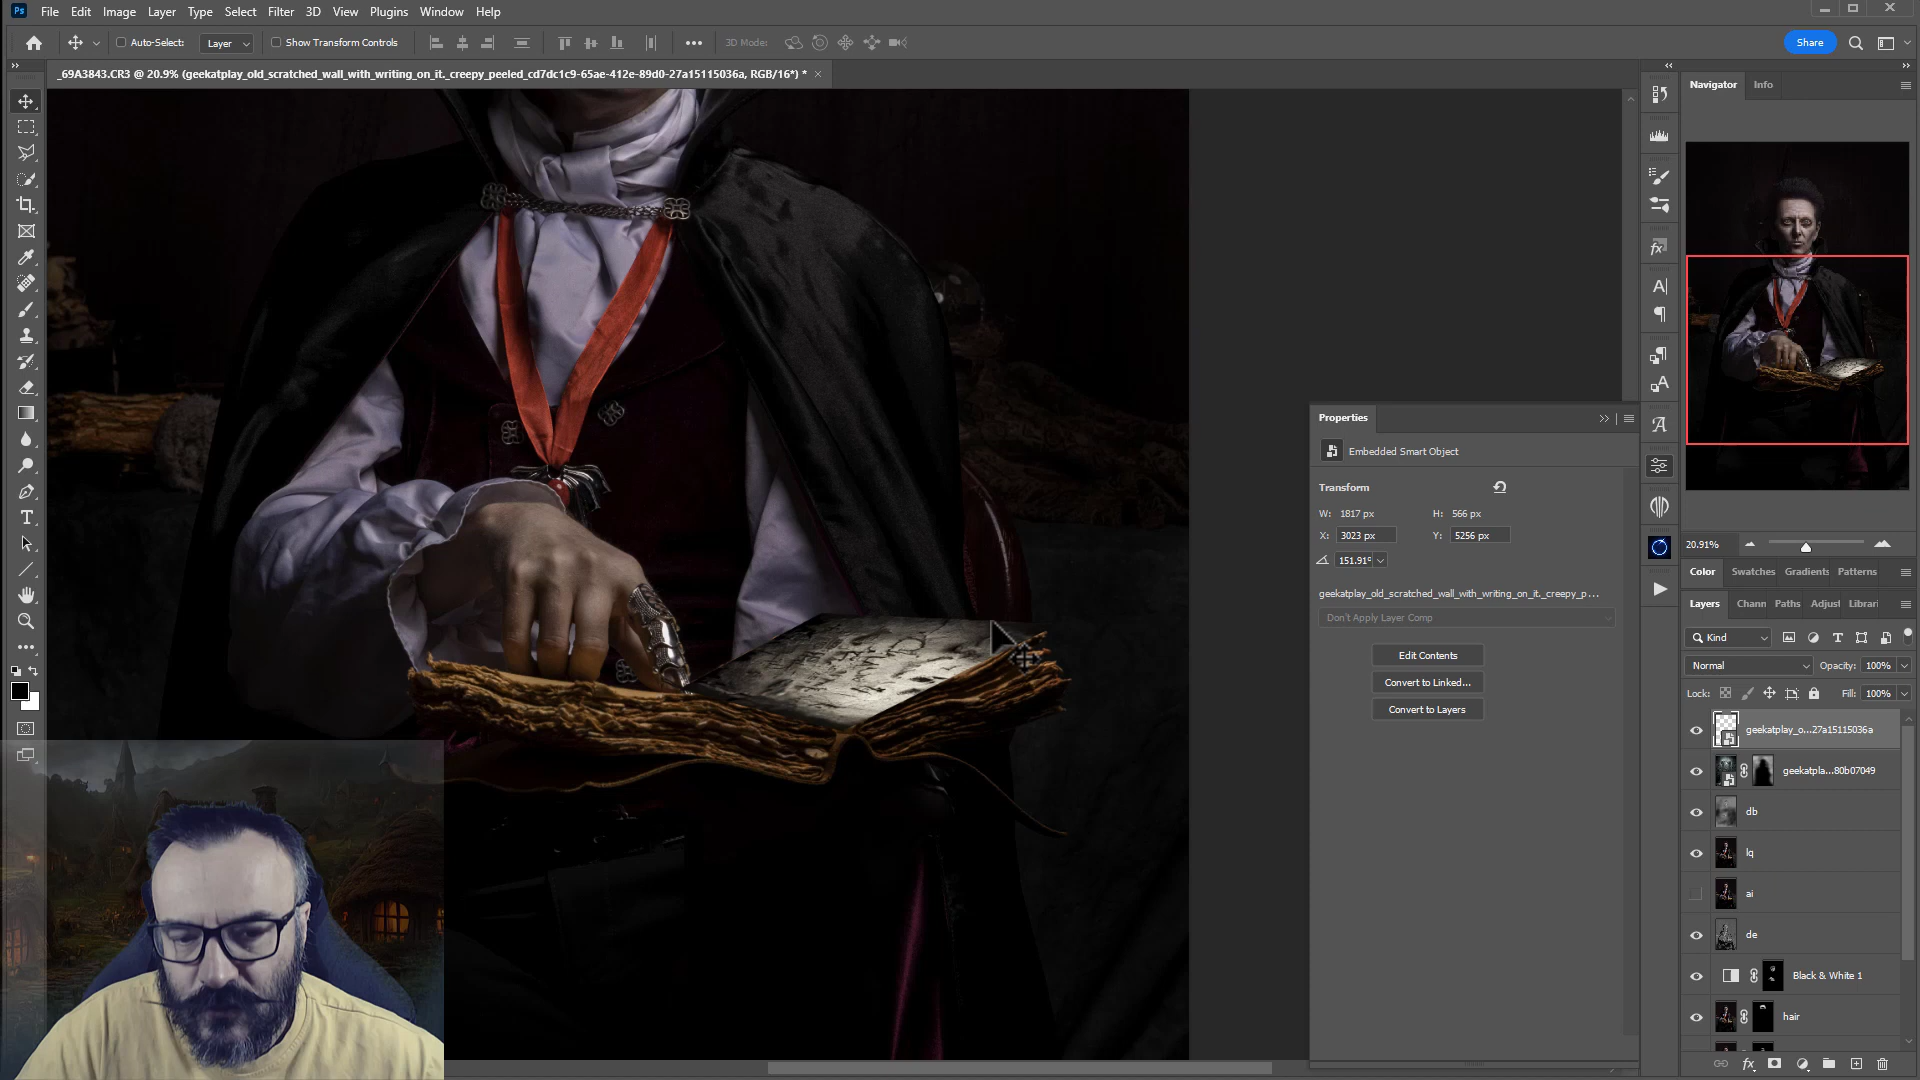 Ps File Edit Image Layer Type Select Filter 3D View Plugins Window Help
Auto-Select: Layer Show Transform Controls 3D Mode: Share
_69A3843.CR3 @ 20.9% (geekatplay_old_scratched_wall_with_writing_on_it._creepy_peeled_cd7dc1c9-65ae-412e-89d0-27a15115036a, RGB/16*) *
Navigator Info
20.91%
Color Swatches Gradients Patterns
Layers Chann Paths Adjust Librari
Kind
Normal Opacity: 100%
Lock: Fill: 100%
geekatplay_o...27a15115036a
geekatpla...80b07049
db
lq
ai
de
Black & White 1
hair
Properties
Embedded Smart Object
Transform
W: 1817 px H: 566 px
X: 3023 px Y: 5256 px
151.91°
geekatplay_old_scratched_wall_with_writing_on_it._creepy_p...
Don't Apply Layer Comp
Edit Contents
Convert to Linked...
Convert to Layers